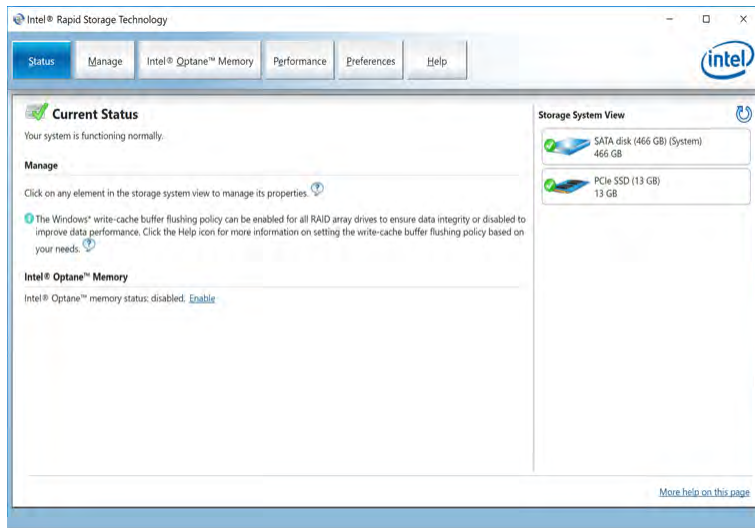 Intel® Rapid Storage Technology
Status
Manage
Intel® Optane™ Memory
Performance
Preferences
Help
intel
Current Status
Your system is functioning normally.
Manage
Click on any element in the storage system view to manage its properties.
The Windows* write-cache buffer flushing policy can be enabled for all RAID array drives to ensure data integrity or disabled to
improve data performance. Click the Help icon for more information on setting the write-cache buffer flushing policy based on
your needs.
Intel® Optane™ Memory
Intel® Optane™ memory status: disabled. Enable
Storage System View
SATA disk (466 GB) (System)
466 GB
PCIe SSD (13 GB)
13 GB
More help on this page